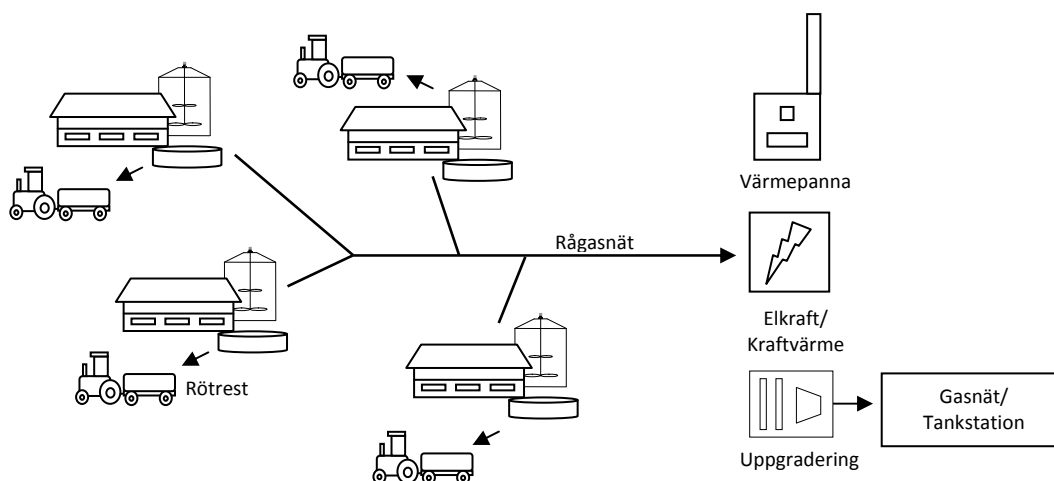 Värmepanna
Rågasnät
Elkraft/
Kraftvärme
Rötrest
Gasnät/
Tankstation
Uppgradering